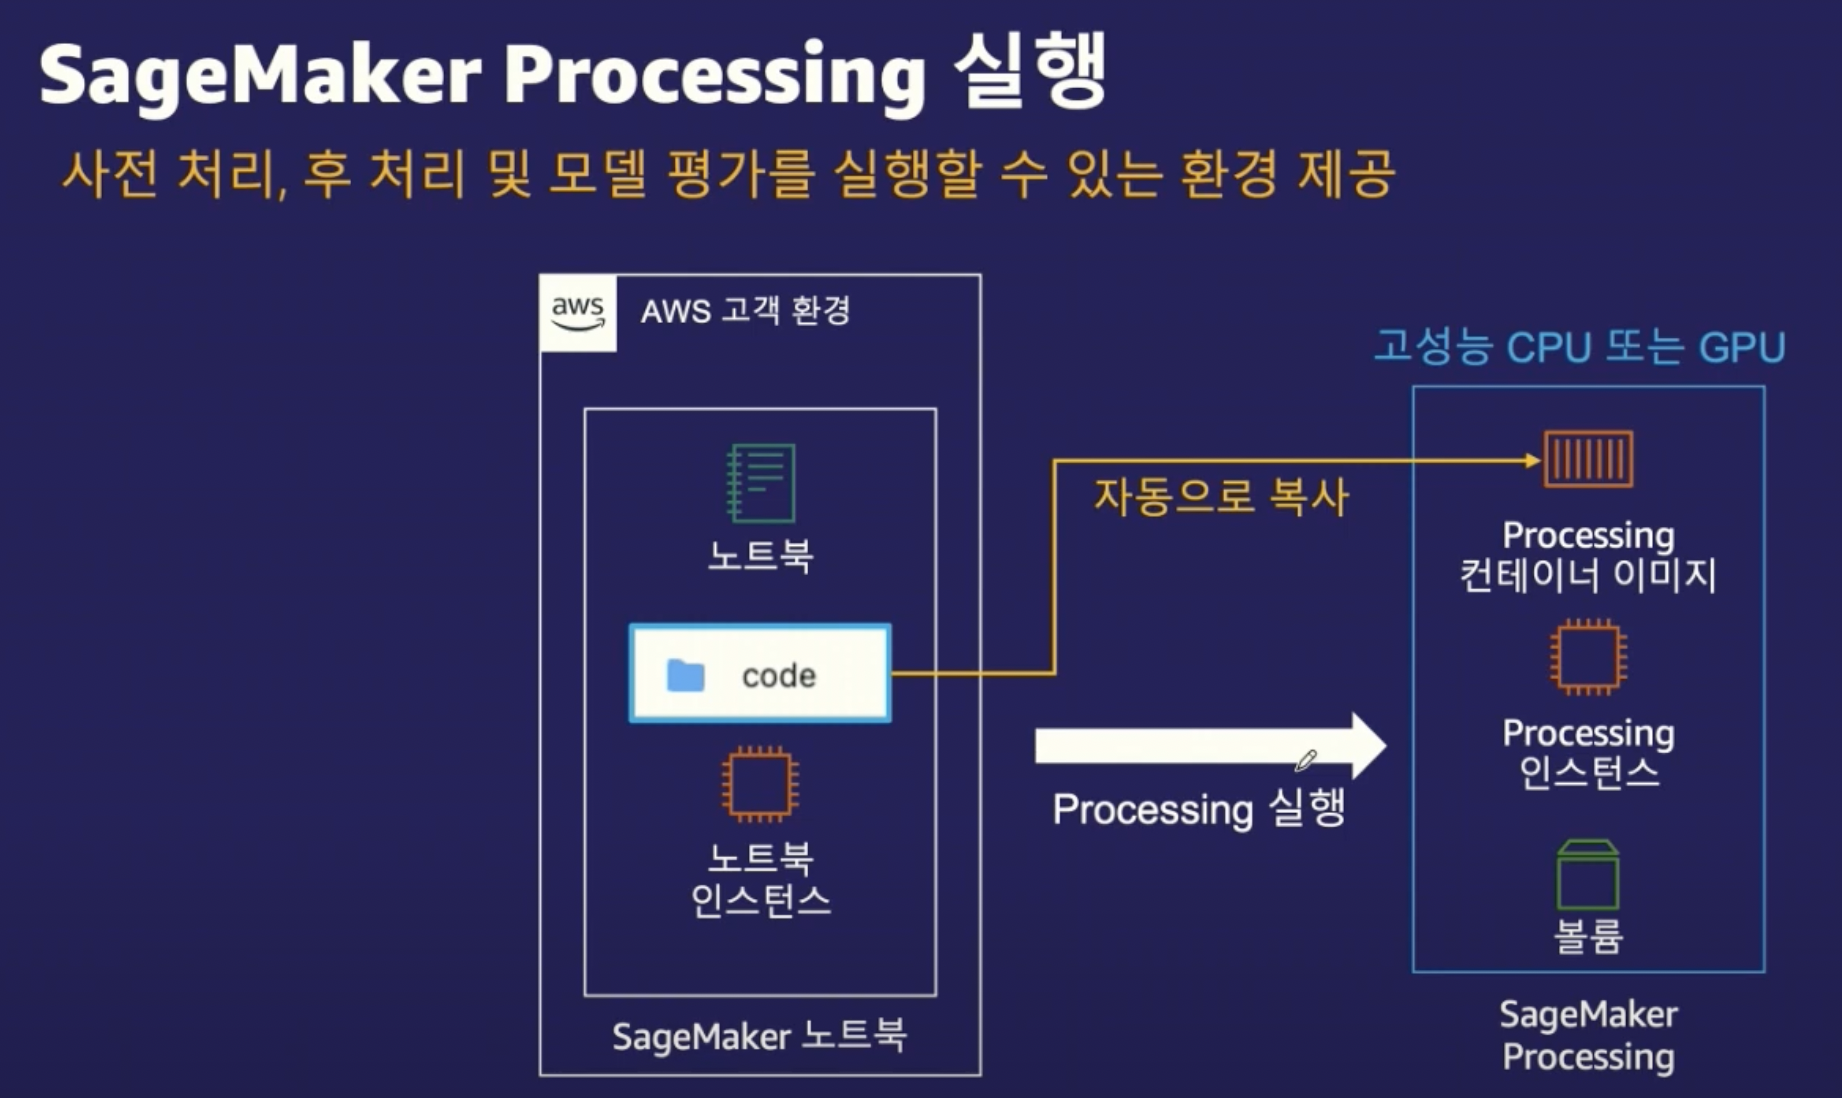 SageMaker Processing 실행
사전 처리, 후 처리 및 모델 평가를 실행할 수 있는 환경 제공
aws
AWS 고객 환경
노트북
code
노트북
인스턴스
SageMaker 노트북
자동으로 복사
Processing 실행
고성능 CPU 또는 GPU
Processing
컨테이너 이미지
Processing
인스턴스
볼륨
SageMaker
Processing